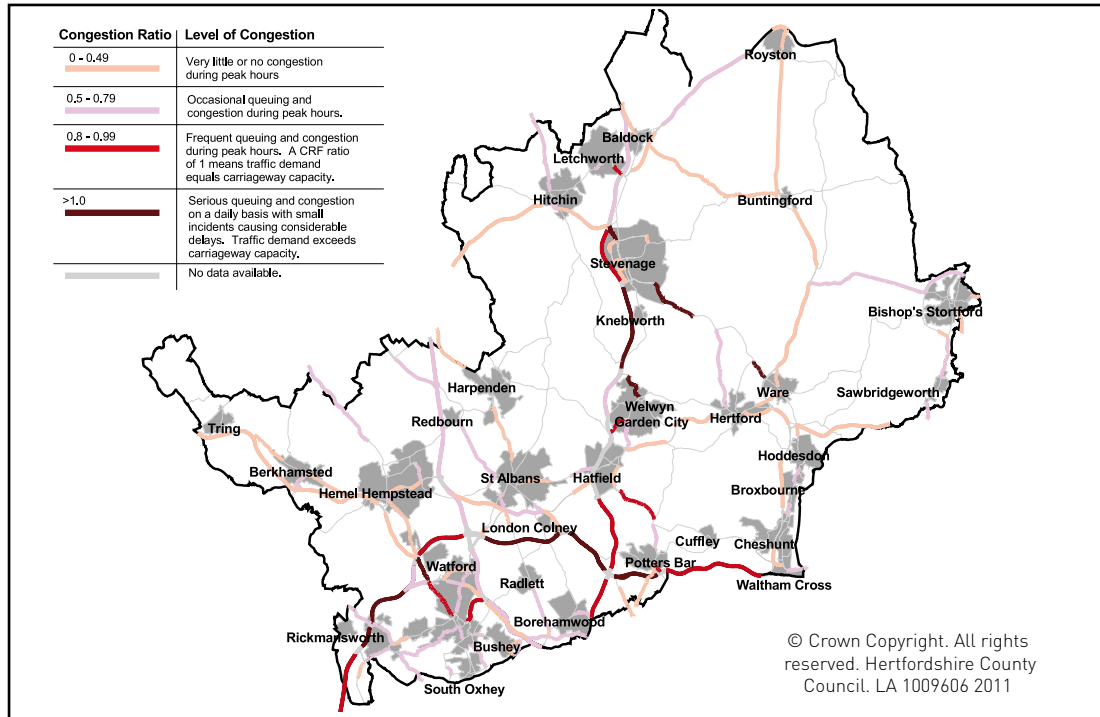 Congestion Ratio
Level of Congestion
0 - 0.49
Very little or no congestion
during peak hours
0.5 - 0.79
Occasional queuing and
congestion during peak hours.
0.8 - 0.99
Frequent queuing and congestion
during peak hours. A CRF ratio
of 1 means traffic demand
equals carriageway capacity.
>1.0
Serious queuing and congestion
on a daily basis with small
incidents causing considerable
delays. Traffic demand exceeds
carriageway capacity.
No data available.
Royston
Baldock
Letchworth
Hitchin
Buntingford
Stevenage
Bishop's Stortford
Knebworth
Harpenden
Ware
Sawbridgeworth
Welwyn
Garden City
Hertford
Redbourn
Tring
Hoddesdon
Berkhamsted
St Albans
Hatfield
Hemel Hempstead
Broxbourne
London Colney
Cuffley
Cheshunt
Watford
Potters Bar
Radlett
Waltham Cross
Borehamwood
Rickmansworth
Bushey
South Oxhey
© Crown Copyright. All rights
reserved. Hertfordshire County
Council. LA 1009606 2011